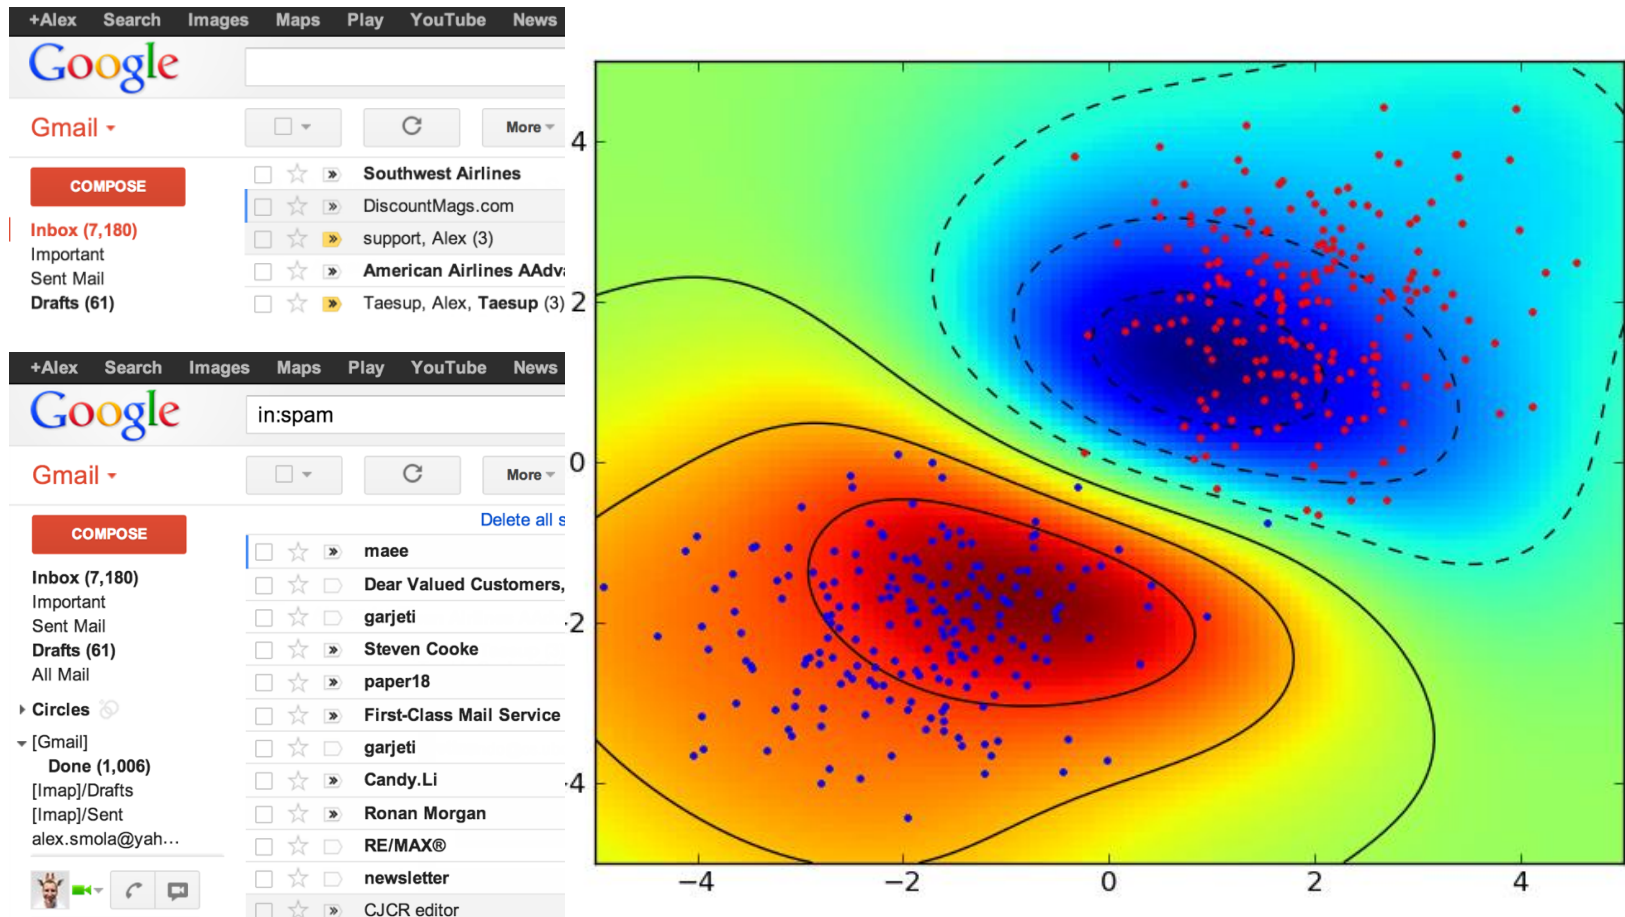 +Alex Search Images Maps Play YouTube News
Google
Gmail
More
COMPOSE
Southwest Airlines
DiscountMags.com
Inbox (7,180)
support, Alex (3)
Important
American Airlines AAdv
Sent Mail
Drafts (61)
Taesup, Alex, Taesup (3)
+Alex Search Images Maps Play YouTube News
Google
in:spam
Gmail
More
COMPOSE
Delete all s
maee
Inbox (7,180)
Dear Valued Customers,
Important
garjeti
Sent Mail
Drafts (61)
Steven Cooke
All Mail
paper18
Circles
First-Class Mail Service
[Gmail]
garjeti
Done (1,006)
Candy.Li
[Imap]/Drafts
[Imap]/Sent
Ronan Morgan
alex.smola@yah...
RE/MAX®
newsletter
CJCR editor
4
2
0
-2
-4
−4 −2 0 2 4